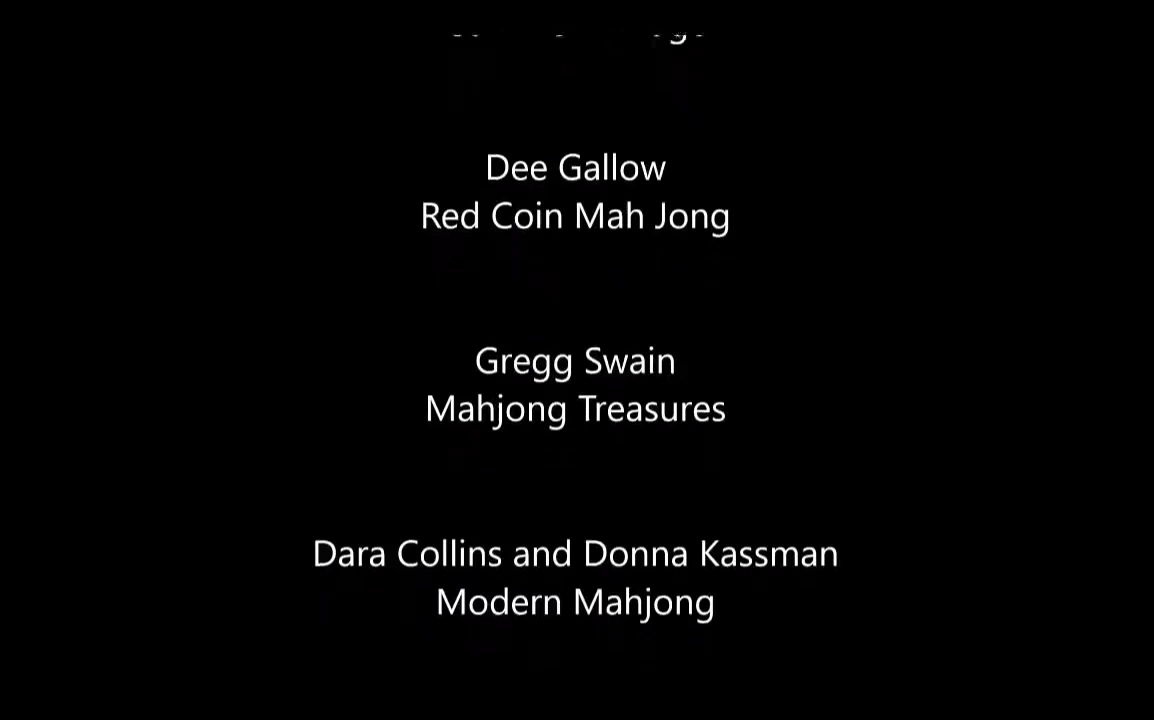 Dee Gallow
Red Coin Mah Jong
Gregg Swain
Mahjong Treasures
Dara Collins and Donna Kassman
Modern Mahjong